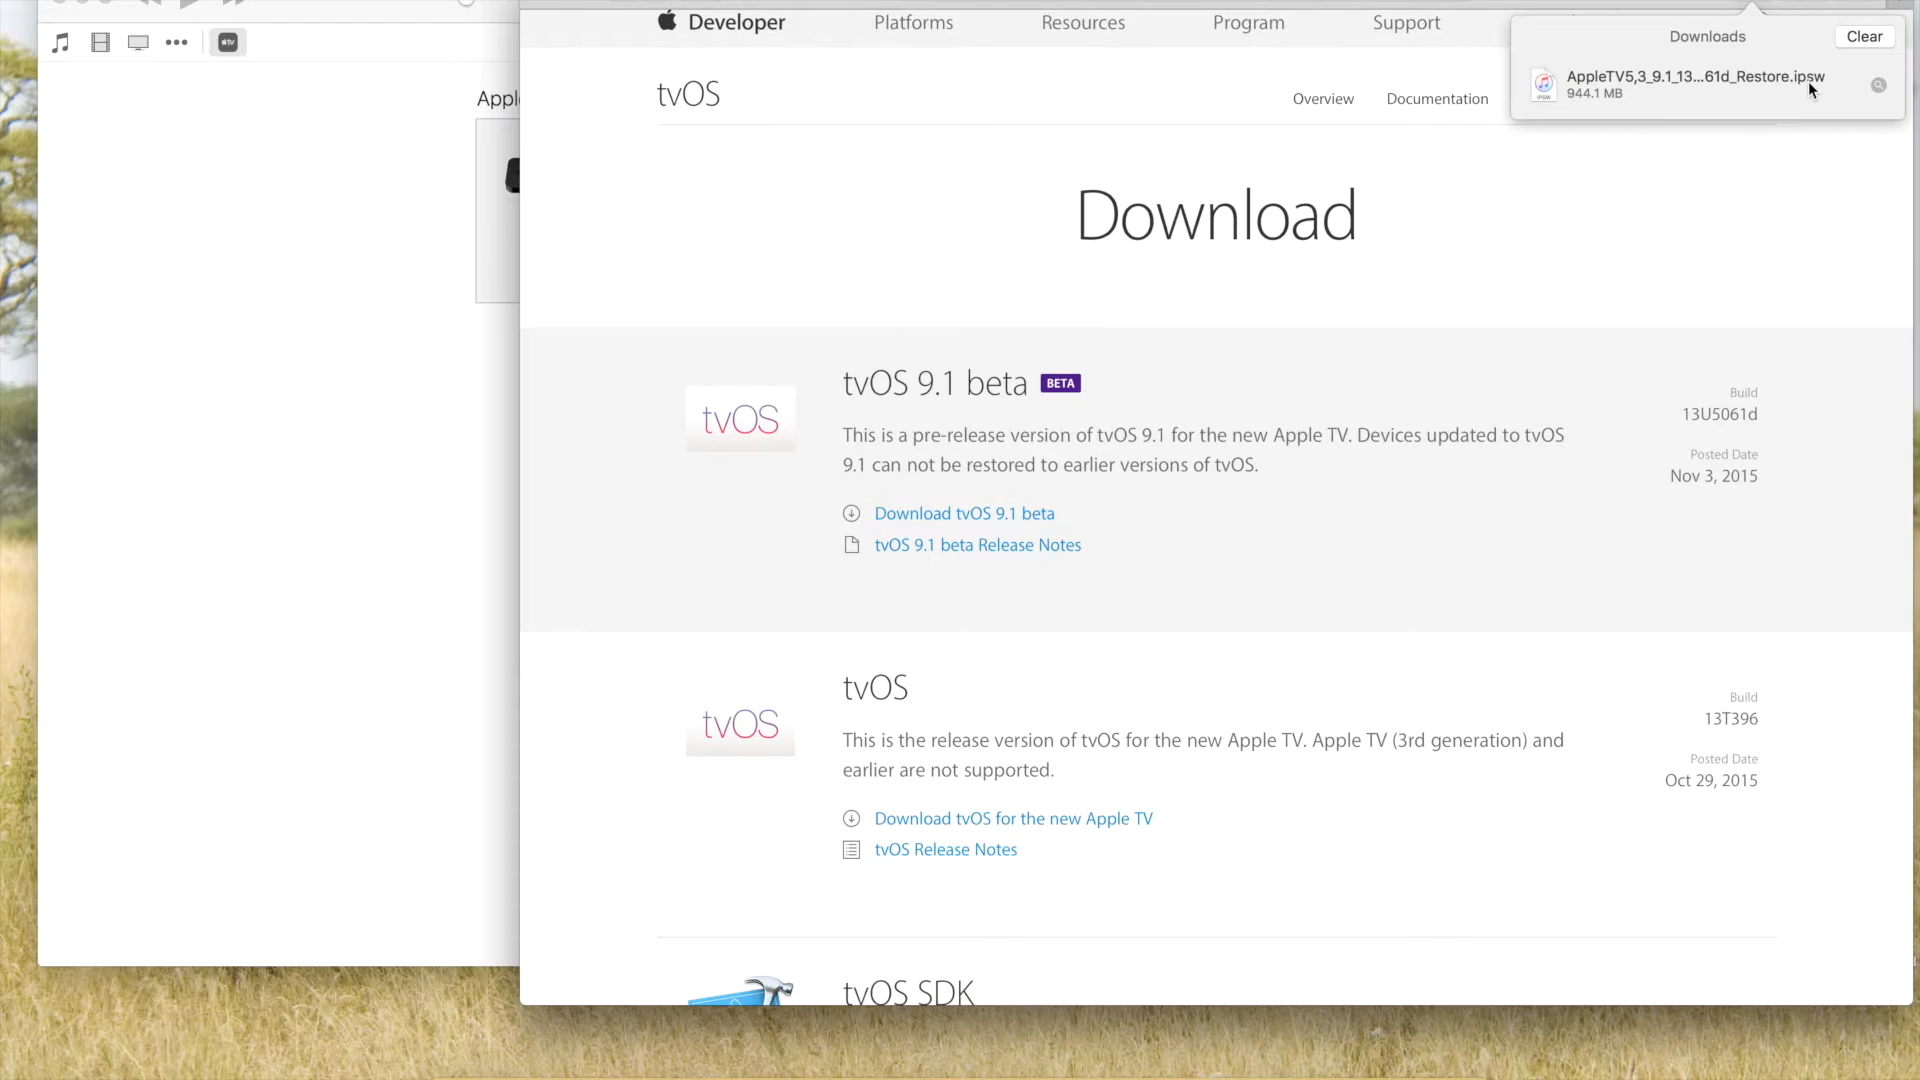 Developer
Platforms
Resources
Program
Support
Downloads
Clear
AppleTV5,3_9.1_13...61d_Restore.ipsw
944.1 MB
IPSW
tv
Appl
tvOS
Overview
Documentation
Download
tvOS
tvOS 9.1 beta BETA
This is a pre-release version of tvOS 9.1 for the new Apple TV. Devices updated to tvOS
9.1 can not be restored to earlier versions of tvOS.
Download tvOS 9.1 beta
tvOS 9.1 beta Release Notes
Build
13U5061d
Posted Date
Nov 3, 2015
tvOS
tvOS
This is the release version of tvOS for the new Apple TV. Apple TV (3rd generation) and
earlier are not supported.
Download tvOS for the new Apple TV
tvOS Release Notes
Build
13T396
Posted Date
Oct 29, 2015
tvOS SDK